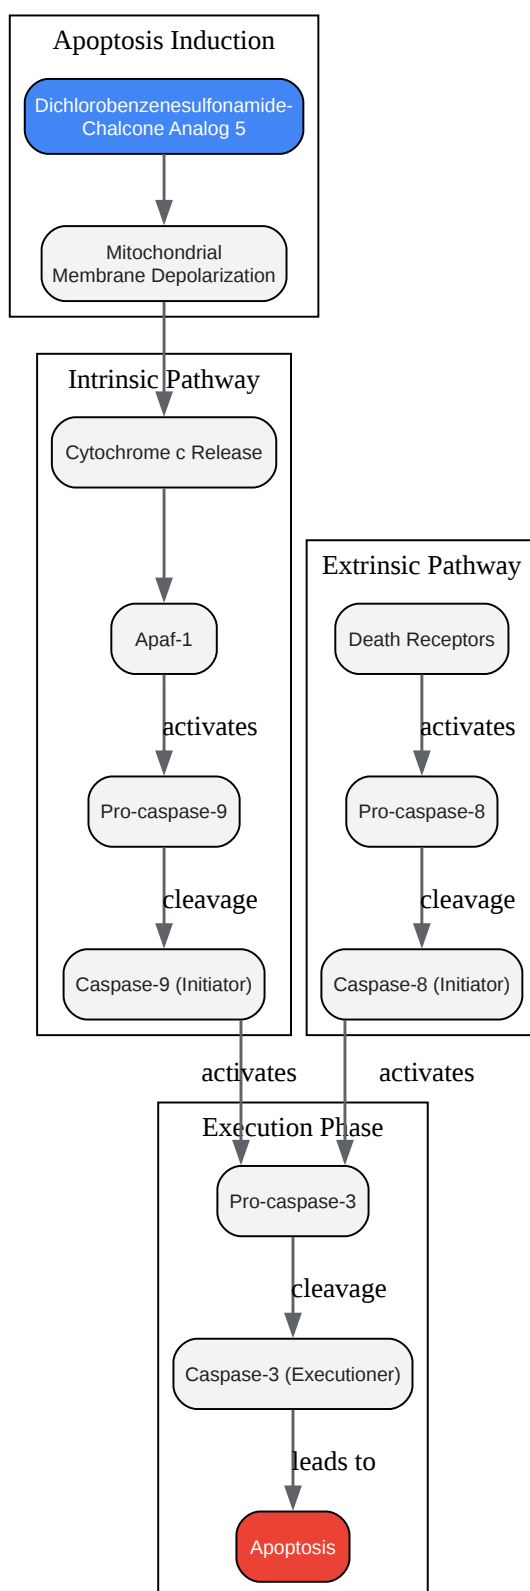 Apoptosis Induction
Dichlorobenzenesulfonamide-
Chalcone Analog 5
Mitochondrial
Membrane Depolarization
Intrinsic Pathway
Cytochrome c Release
Extrinsic Pathway
Apaf-1
Death Receptors
activates
activates
Pro-caspase-9
Pro-caspase-8
cleavage
cleavage
Caspase-9 (Initiator)
Caspase-8 (Initiator)
activates
activates
Execution Phase
Pro-caspase-3
cleavage
Caspase-3 (Executioner)
leads to
Apoptosis